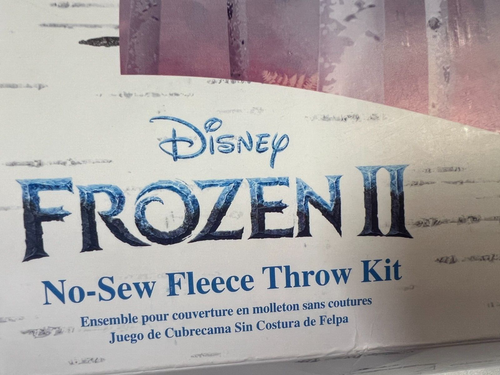 Disney
FROZEN II
No-Sew Fleece Throw Kit
Ensemble pour couverture en molleton sans coutures
Juego de Cubrecama Sin Costura de Felpa